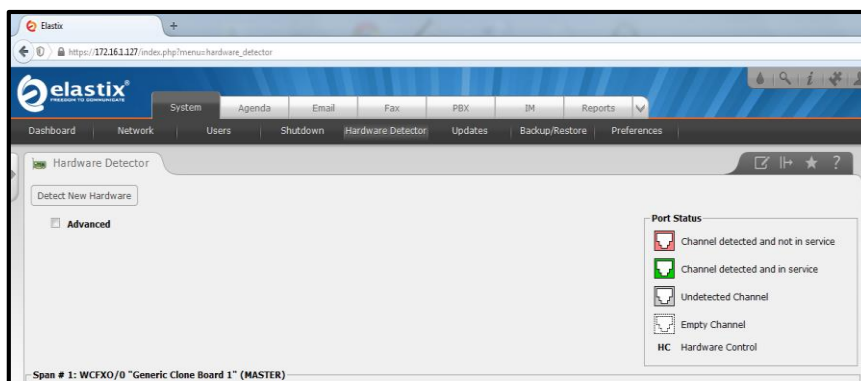 Elastix
+
https://172.16.1.127/index.php?menu=hardware_detector
elastix®
FREEDOM TO COMMUNICATE
System Agenda Email Fax PBX IM Reports
Dashboard Network Users Shutdown Hardware Detector Updates Backup/Restore Preferences
Hardware Detector
Detect New Hardware
Advanced
Port Status
Channel detected and not in service
Channel detected and in service
Undetected Channel
Empty Channel
HC Hardware Control
Span # 1: WCFXO/0 "Generic Clone Board 1" (MASTER)